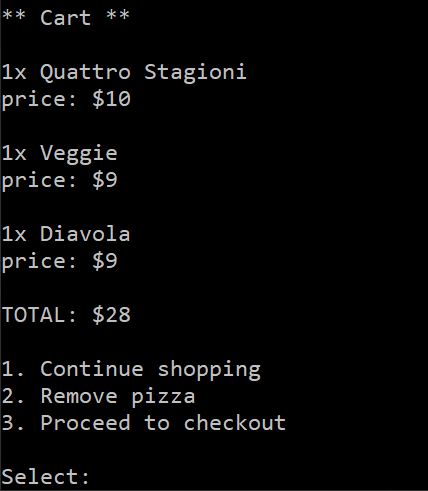 ** Cart **
1x Quattro Stagioni
price: $10
1x Veggie
price: $9
1x Diavola
price: $9
TOTAL: $28
1. Continue shopping
2. Remove pizza
3. Proceed to checkout
Select: